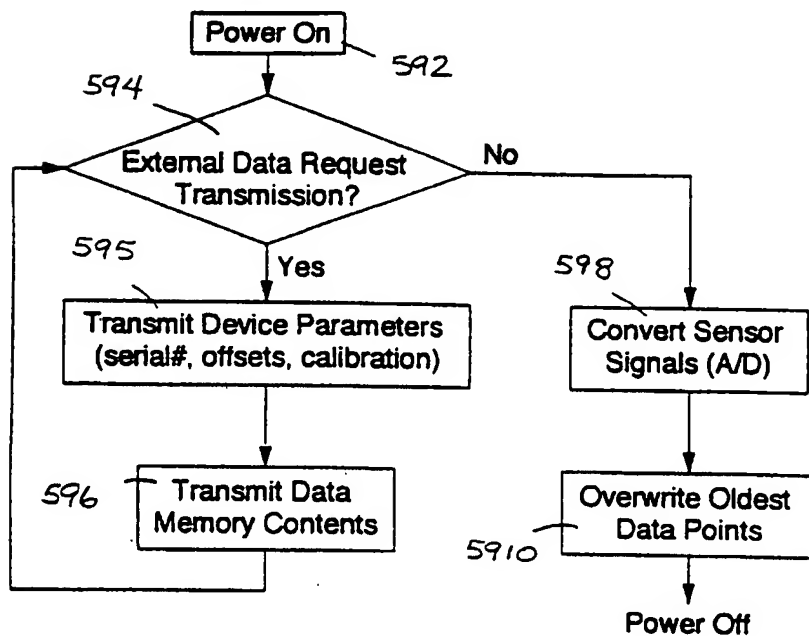 Power On
592
594
External Data Request
Transmission?
No
595
Yes
598
Transmit Device Parameters
(serial#, offsets, calibration)
Convert Sensor
Signals (A/D)
596
Transmit Data
Memory Contents
Overwrite Oldest
Data Points
5910
Power Off